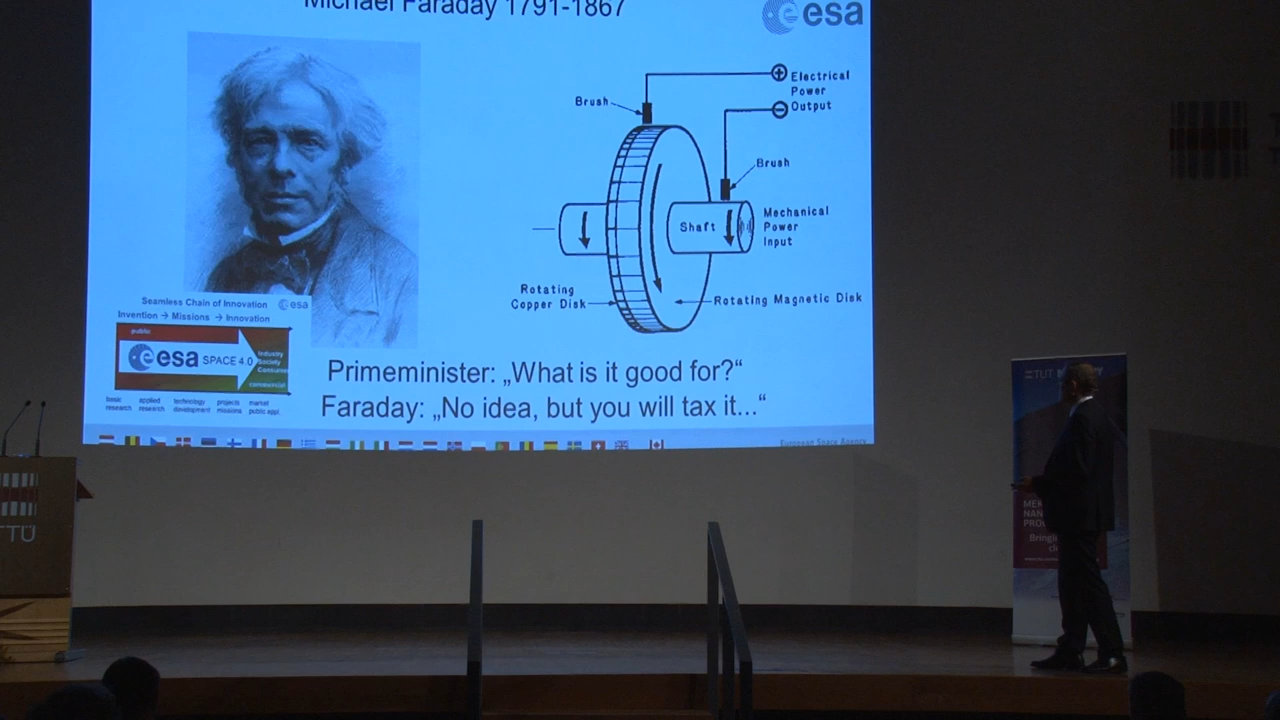 Michael Faraday 1791-1867
esa
Electrical
Power
Output
Brush
Brush
Mechanical
Power
Input
Shaft
Rotating
Copper Disk
Rotating Magnetic Disk
Seamless Chain of Innovation esa
Invention → Missions → Innovation
public
esa SPACE 4.0
Industry
Society
Consumer
commercial
basic research
applied research
technology development
projects missions
market public appl.
Primeminister: „What is it good for?“
Faraday: „No idea, but you will tax it...“
European Space Agency
TTÜ
Bringi